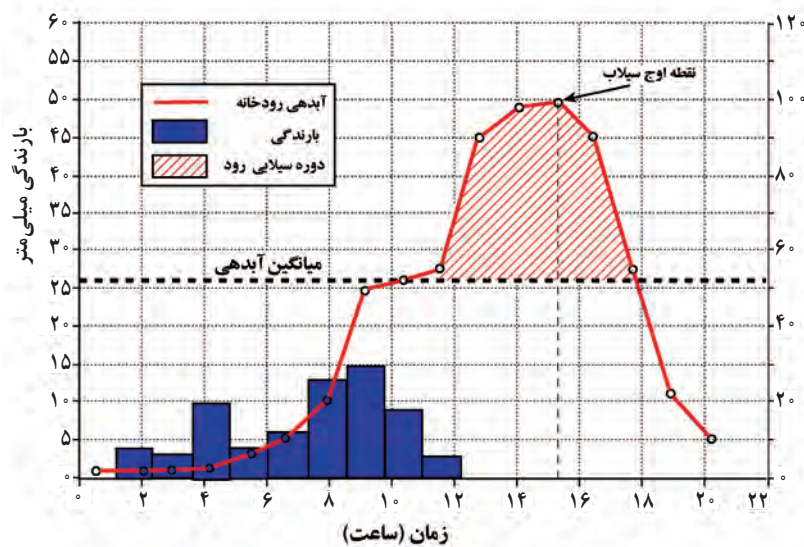 نقطه اوج سیلاب
آبدهی رودخانه
بارندگی
دوره سیلابی رود
میانگین آبدهی
بارندگی میلی متر
۶۰
۵۵
۵۰
۴۵
۴۰
۳۵
۳۰
۲۵
۲۰
۱۵
۱۰
۵
۰
۱۲۰
۱۰۰
۸۰
۶۰
۴۰
۲۰
۰
۰ ۲ ۴ ۶ ۸ ۱۰ ۱۲ ۱۴ ۱۶ ۱۸ ۲۰ ۲۲
زمان (ساعت)